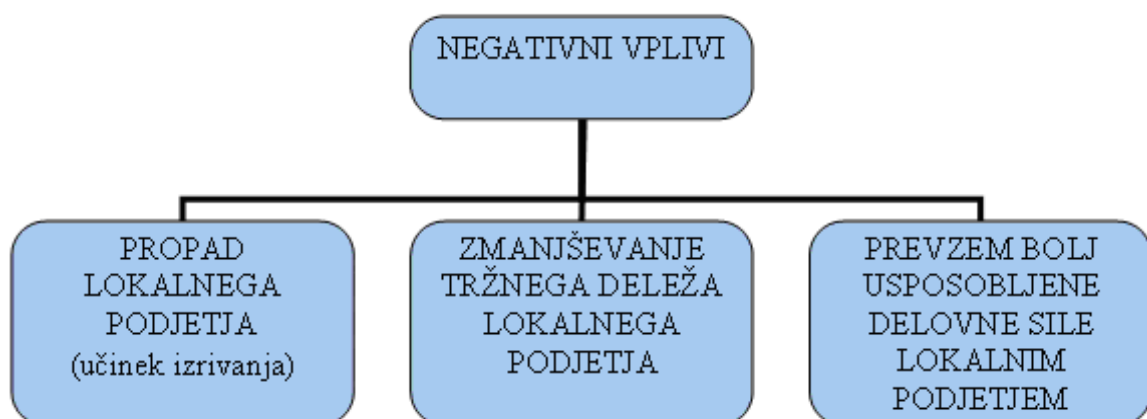 NEGATIVNI VPLIVI
PROPAD
LOKALNEGA
PODJETJA
(učinek izrivanja)
ZMANJŠEVANJE
TRŽNEGA DELEŽA
LOKALNEGA
PODJETJA
PREVZEM BOLJ
USPOSOBLJENE
DELOVNE SILE
LOKALNIM
PODJETJEM